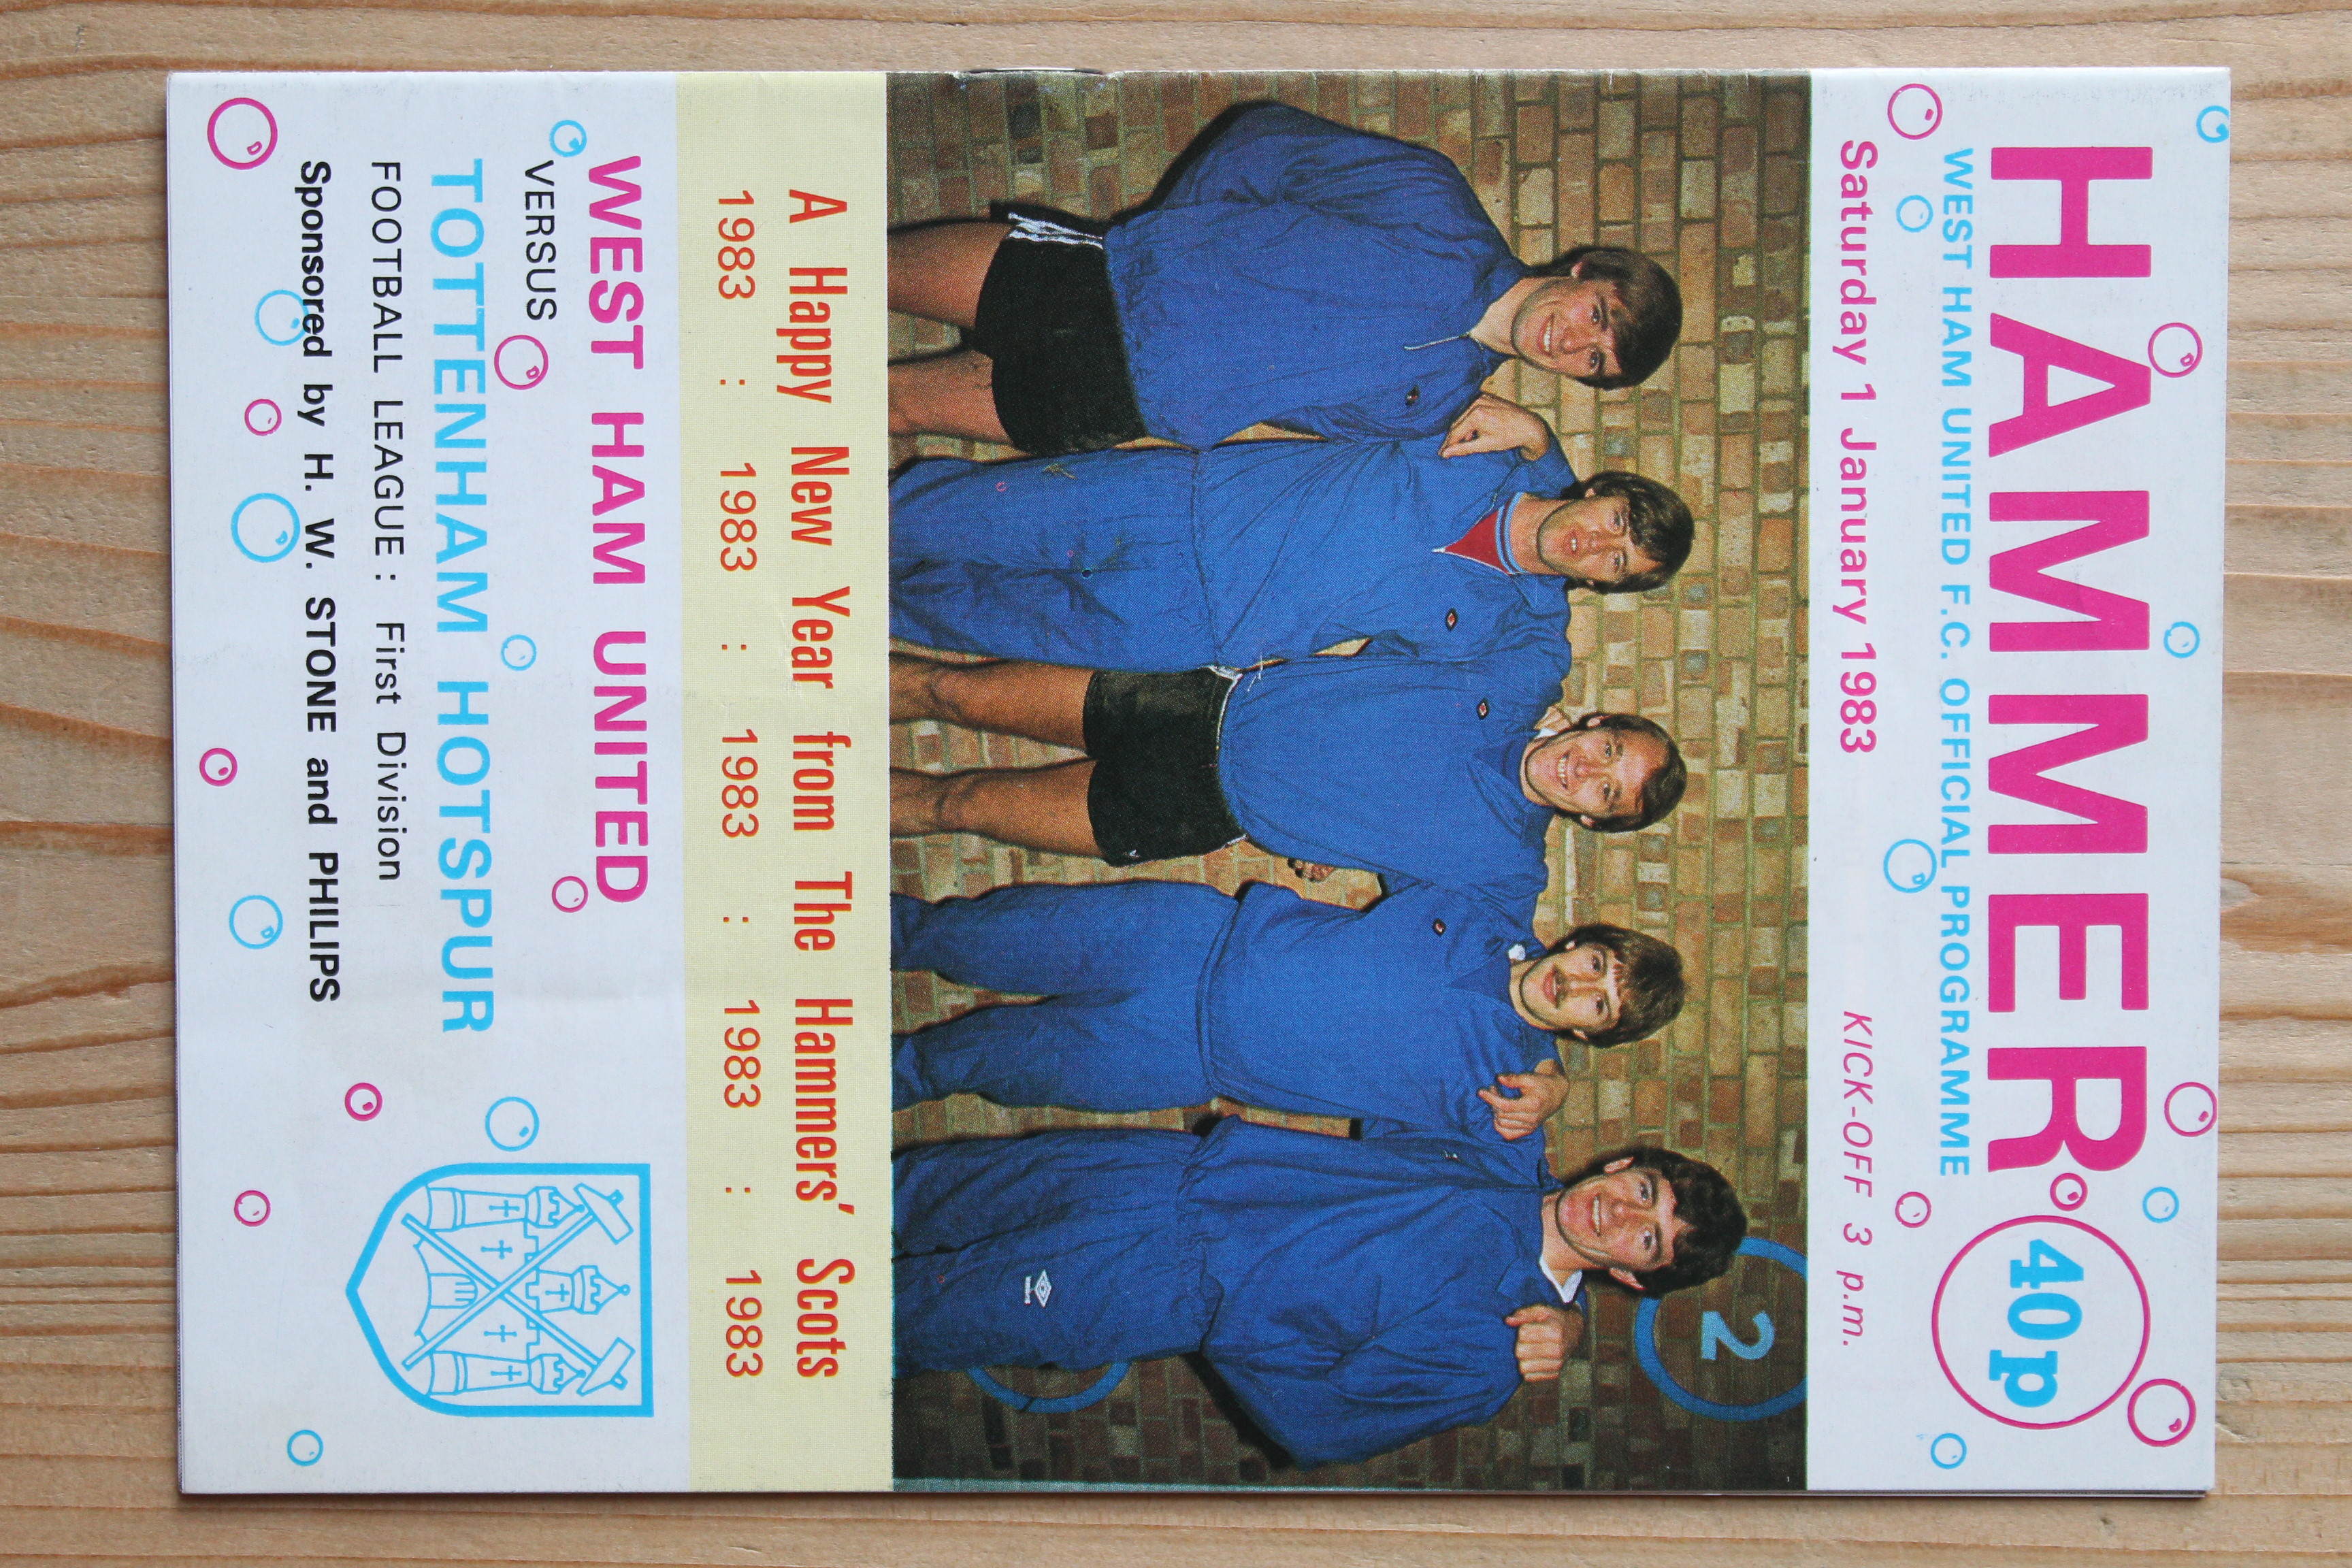 HAMMER
40p
WEST HAM UNITED F.C. OFFICIAL PROGRAMME
Saturday 1 January 1983 KICK-OFF 3 p.m.
2
A Happy New Year from The Hammers' Scots
1983 : 1983 : 1983 : 1983 : 1983
WEST HAM UNITED
VERSUS
TOTTENHAM HOTSPUR
FOOTBALL LEAGUE : First Division
Sponsored by H. W. STONE and PHILIPS